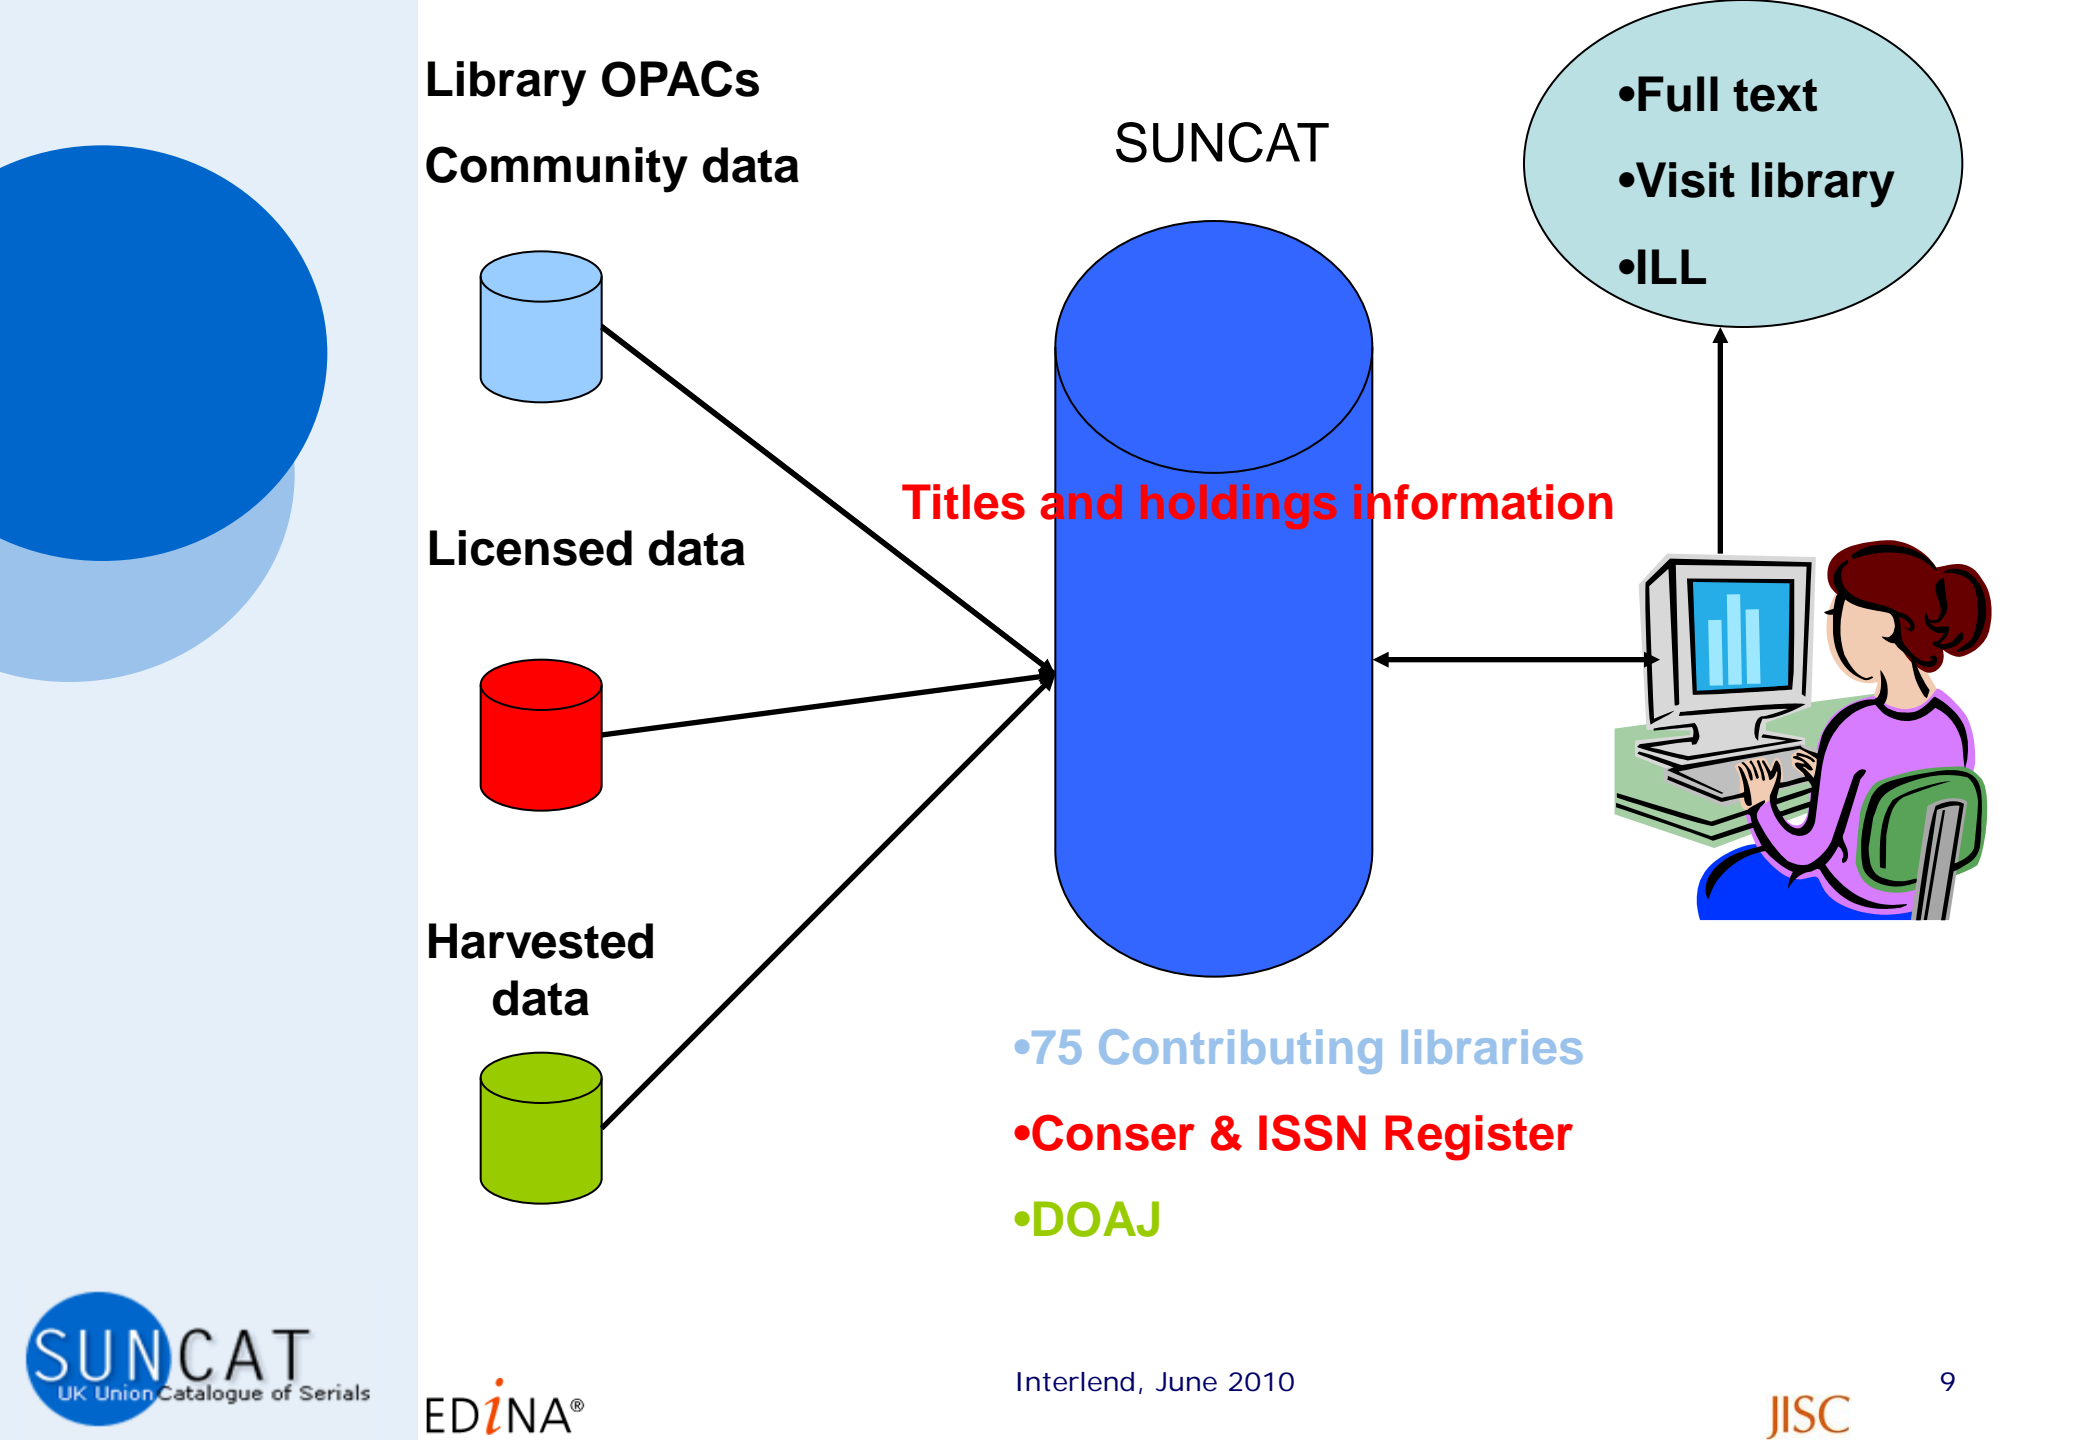 Library OPACs
Community data
SUNCAT
•Full text
•Visit library
•ILL
Titles and holdings information
Licensed data
Harvested
data
•75 Contributing libraries
•Conser & ISSN Register
•DOAJ
SUNCAT
UK Union Catalogue of Serials
EDiNA®
Interlend, June 2010
JISC
9